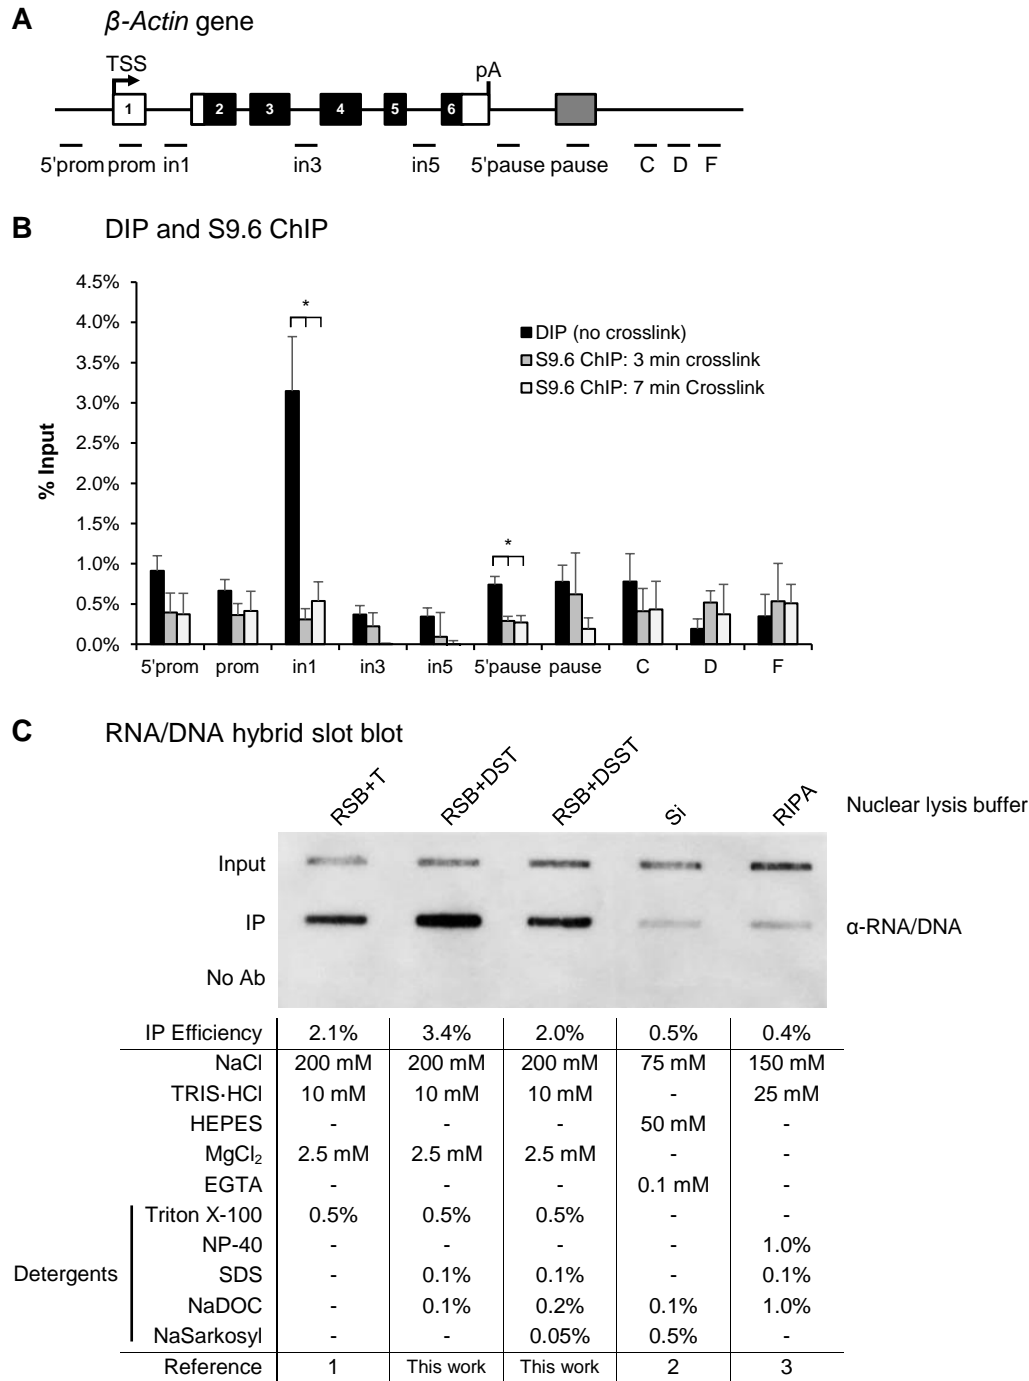 A β-Actin gene
TSS pA
1 2 3 4 5 6
5'prom prom in1 in3 in5 5'pause pause C D F
B DIP and S9.6 ChIP
% Input
4.5%
4.0%
3.5%
3.0%
2.5%
2.0%
1.5%
1.0%
0.5%
0.0%
* *
DIP (no crosslink)
S9.6 ChIP: 3 min crosslink
S9.6 ChIP: 7 min Crosslink
5'prom prom in1 in3 in5 5'pause pause C D F
C RNA/DNA hybrid slot blot
RSB+T RSB+DST RSB+DSST Si RIPA Nuclear lysis buffer
Input
IP α-RNA/DNA
No Ab
IP Efficiency 2.1% 3.4% 2.0% 0.5% 0.4%
NaCl 200 mM 200 mM 200 mM 75 mM 150 mM
TRIS·HCl 10 mM 10 mM 10 mM - 25 mM
HEPES - - - 50 mM -
MgCl₂ 2.5 mM 2.5 mM 2.5 mM - -
EGTA - - - 0.1 mM -
Detergents
Triton X-100 0.5% 0.5% 0.5% - -
NP-40 - - - - 1.0%
SDS - 0.1% 0.1% - 0.1%
NaDOC - 0.1% 0.2% 0.1% 1.0%
NaSarkosyl - - 0.05% 0.5% -
Reference 1 This work This work 2 3